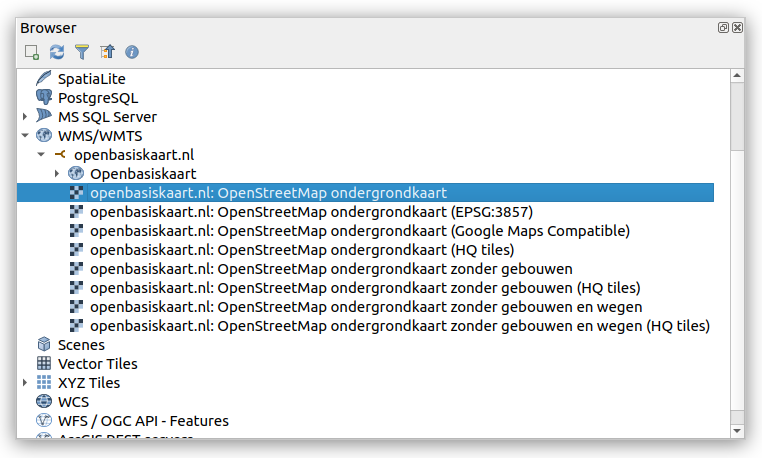 Browser
SpatiaLite
PostgreSQL
MS SQL Server
WMS/WMTS
openbasiskaart.nl
Openbasiskaart
openbasiskaart.nl: OpenStreetMap ondergrondkaart
openbasiskaart.nl: OpenStreetMap ondergrondkaart (EPSG:3857)
openbasiskaart.nl: OpenStreetMap ondergrondkaart (Google Maps Compatible)
openbasiskaart.nl: OpenStreetMap ondergrondkaart (HQ tiles)
openbasiskaart.nl: OpenStreetMap ondergrondkaart zonder gebouwen
openbasiskaart.nl: OpenStreetMap ondergrondkaart zonder gebouwen (HQ tiles)
openbasiskaart.nl: OpenStreetMap ondergrondkaart zonder gebouwen en wegen
openbasiskaart.nl: OpenStreetMap ondergrondkaart zonder gebouwen en wegen (HQ tiles)
Scenes
Vector Tiles
XYZ Tiles
WCS
WFS / OGC API - Features
ArcGIS REST servers